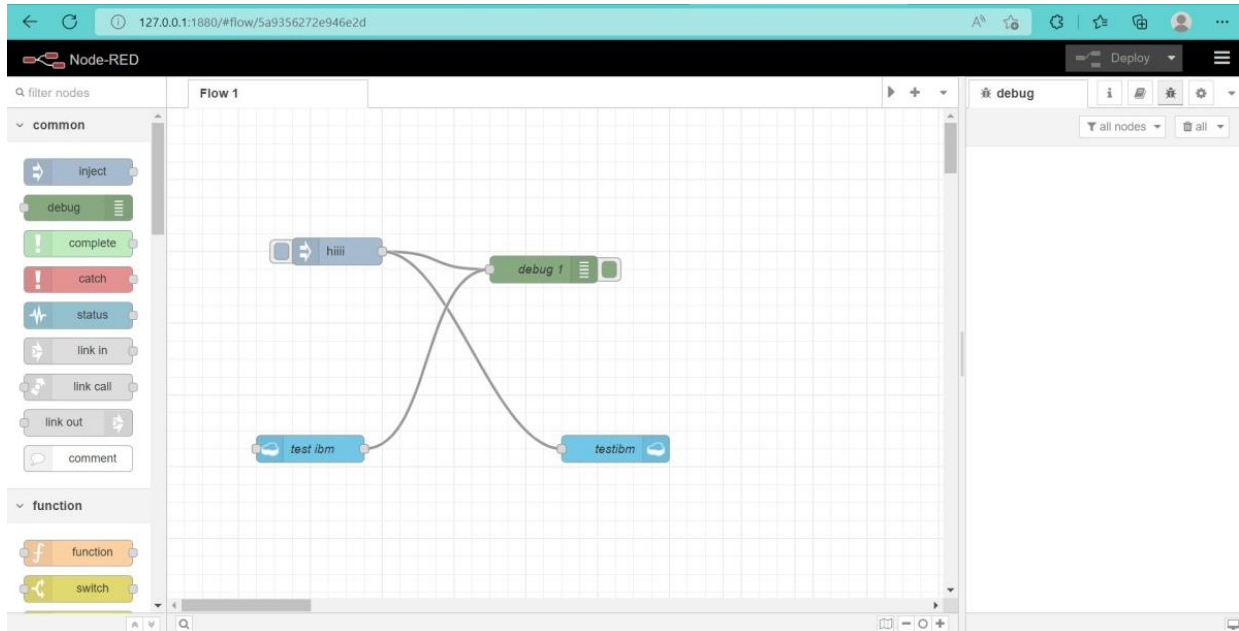 127.0.0.1:1880/#flow/5a9356272e946e2d
Node-RED
Deploy
filter nodes
Flow 1
debug
common
all nodes
all
inject
debug
complete
catch
status
link in
link call
link out
comment
function
function
switch
hiiii
debug 1
test ibm
testibm